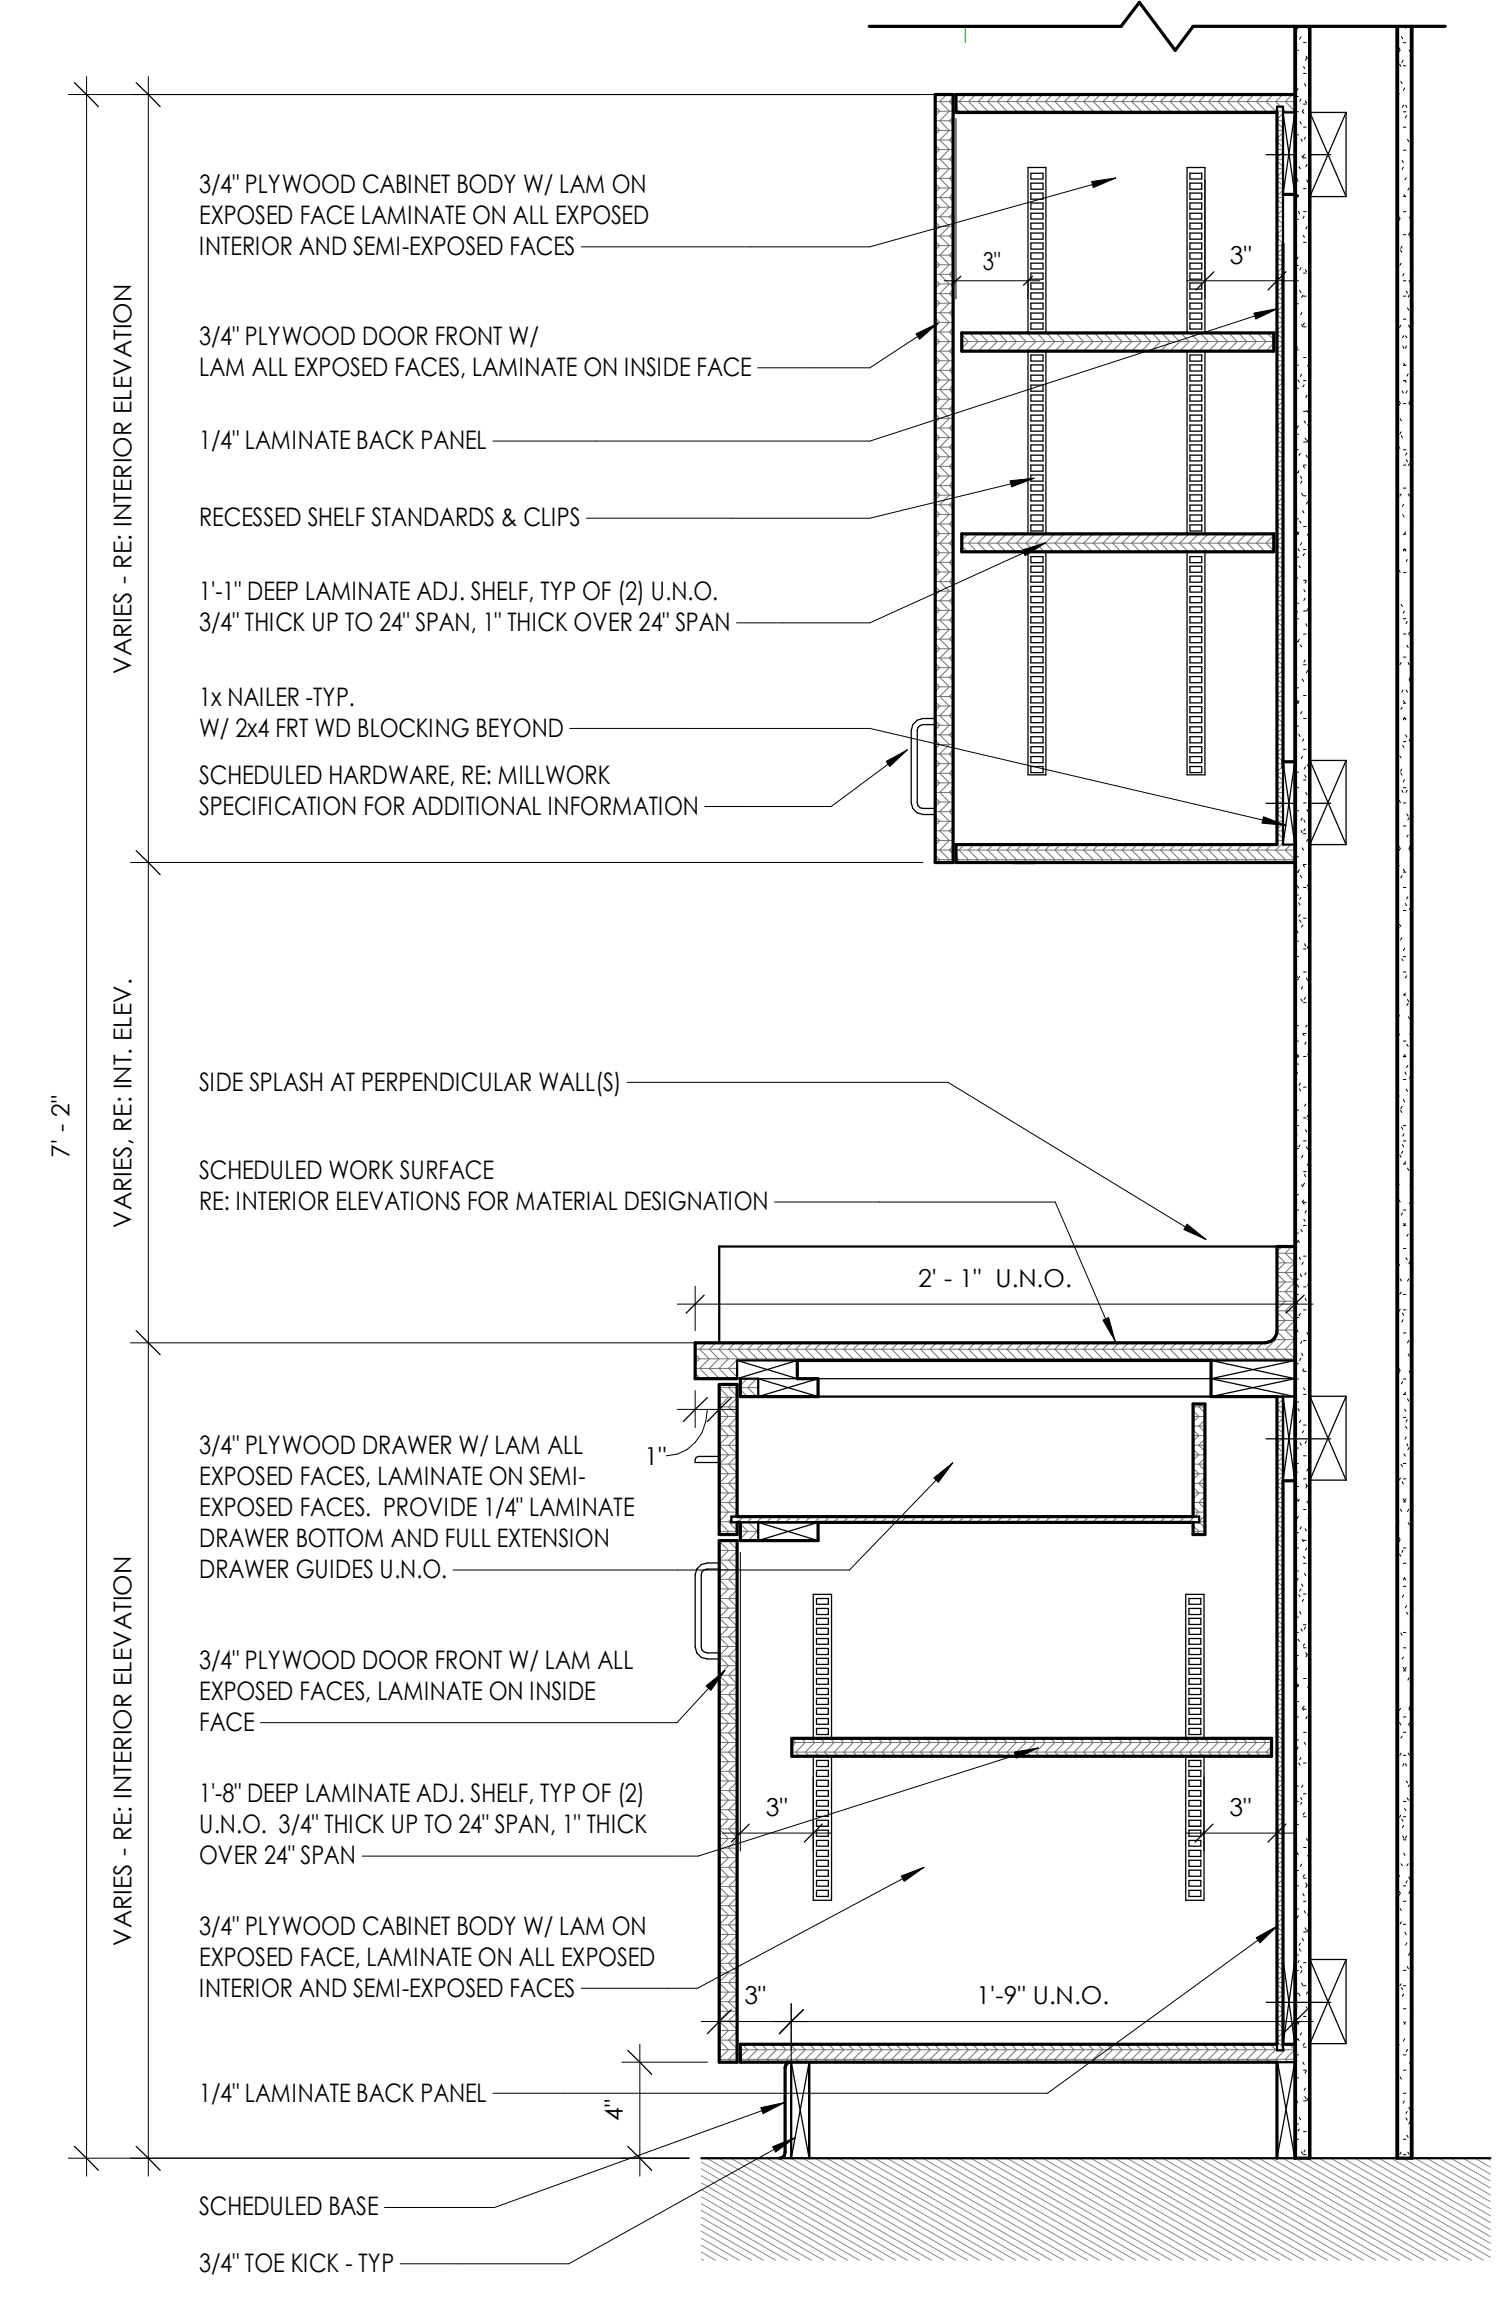 3/4" PLYWOOD CABINET BODY W/ LAM ON
EXPOSED FACE LAMINATE ON ALL EXPOSED
INTERIOR AND SEMI-EXPOSED FACES
3"
3"
3/4" PLYWOOD DOOR FRONT W/
LAM ALL EXPOSED FACES, LAMINATE ON INSIDE FACE
VARIES - RE: INTERIOR ELEVATION
1/4" LAMINATE BACK PANEL
RECESSED SHELF STANDARDS & CLIPS
1'-1" DEEP LAMINATE ADJ. SHELF, TYP OF (2) U.N.O.
3/4" THICK UP TO 24" SPAN, 1" THICK OVER 24" SPAN
1x NAILER -TYP.
W/ 2x4 FRT WD BLOCKING BEYOND
SCHEDULED HARDWARE, RE: MILLWORK
SPECIFICATION FOR ADDITIONAL INFORMATION
7' - 2"
VARIES, RE: INT. ELEV.
SIDE SPLASH AT PERPENDICULAR WALL(S)
SCHEDULED WORK SURFACE
RE: INTERIOR ELEVATIONS FOR MATERIAL DESIGNATION
2' - 1" U.N.O.
1"
3/4" PLYWOOD DRAWER W/ LAM ALL
EXPOSED FACES, LAMINATE ON SEMI-
EXPOSED FACES. PROVIDE 1/4" LAMINATE
DRAWER BOTTOM AND FULL EXTENSION
DRAWER GUIDES U.N.O.
VARIES - RE: INTERIOR ELEVATION
3/4" PLYWOOD DOOR FRONT W/ LAM ALL
EXPOSED FACES, LAMINATE ON INSIDE
FACE
1'-8" DEEP LAMINATE ADJ. SHELF, TYP OF (2)
U.N.O. 3/4" THICK UP TO 24" SPAN, 1" THICK
OVER 24" SPAN
3"
3"
3/4" PLYWOOD CABINET BODY W/ LAM ON
EXPOSED FACE, LAMINATE ON ALL EXPOSED
INTERIOR AND SEMI-EXPOSED FACES
3"
1'-9" U.N.O.
1/4" LAMINATE BACK PANEL
4"
SCHEDULED BASE
3/4" TOE KICK - TYP